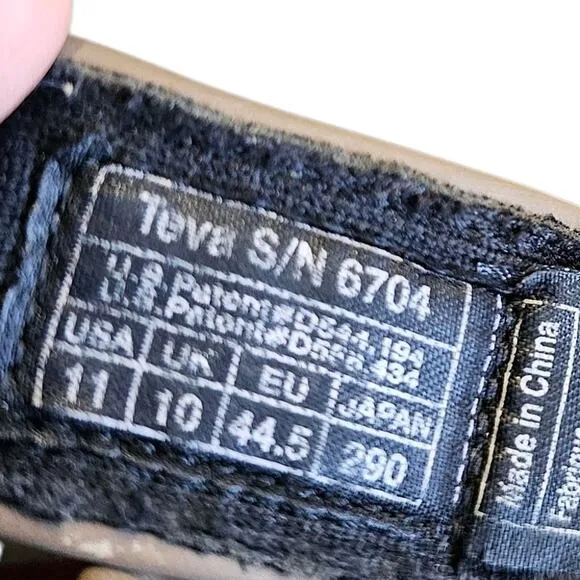 Teva S/N 6704
U.S. Patent#D544,194
U.S. Patent#D568,434
USA UK EU JAPAN
11 10 44.5 290
Made in China